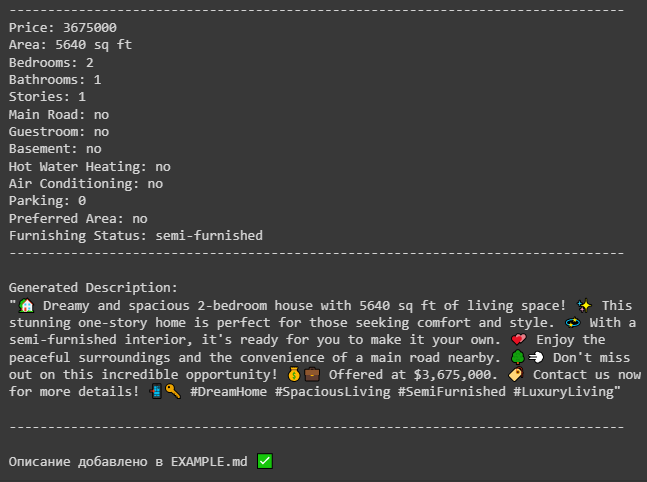 --------------------------------------------------------------------------------
Price: 3675000
Area: 5640 sq ft
Bedrooms: 2
Bathrooms: 1
Stories: 1
Main Road: no
Guestroom: no
Basement: no
Hot Water Heating: no
Air Conditioning: no
Parking: 0
Preferred Area: no
Furnishing Status: semi-furnished
--------------------------------------------------------------------------------
Generated Description:
"🏠 Dreamy and spacious 2-bedroom house with 5640 sq ft of living space! ✨ This
stunning one-story home is perfect for those seeking comfort and style. 💫 With a
semi-furnished interior, it's ready for you to make it your own. 💖 Enjoy the
peaceful surroundings and the convenience of a main road nearby. 🌳💨 Don't miss
out on this incredible opportunity! 💰💼 Offered at $3,675,000. 🏷️ Contact us now
for more details! 📲🔑 #DreamHome #SpaciousLiving #SemiFurnished #LuxuryLiving"
--------------------------------------------------------------------------------
Описание добавлено в EXAMPLE.md ✅